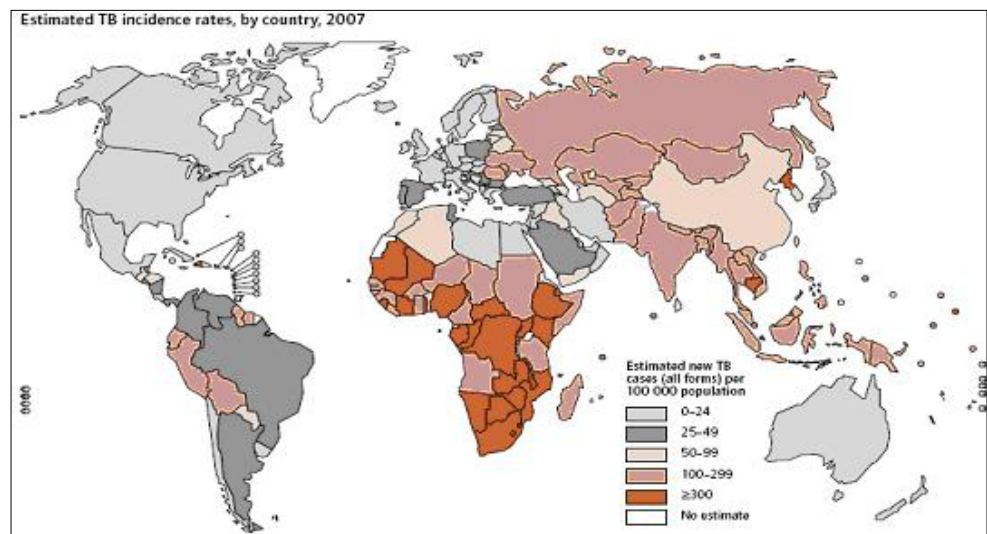 Estimated TB incidence rates, by country, 2007
Estimated new TB
cases (all forms) per
100 000 population
0–24
25–49
50–99
100–299
≥300
No estimate